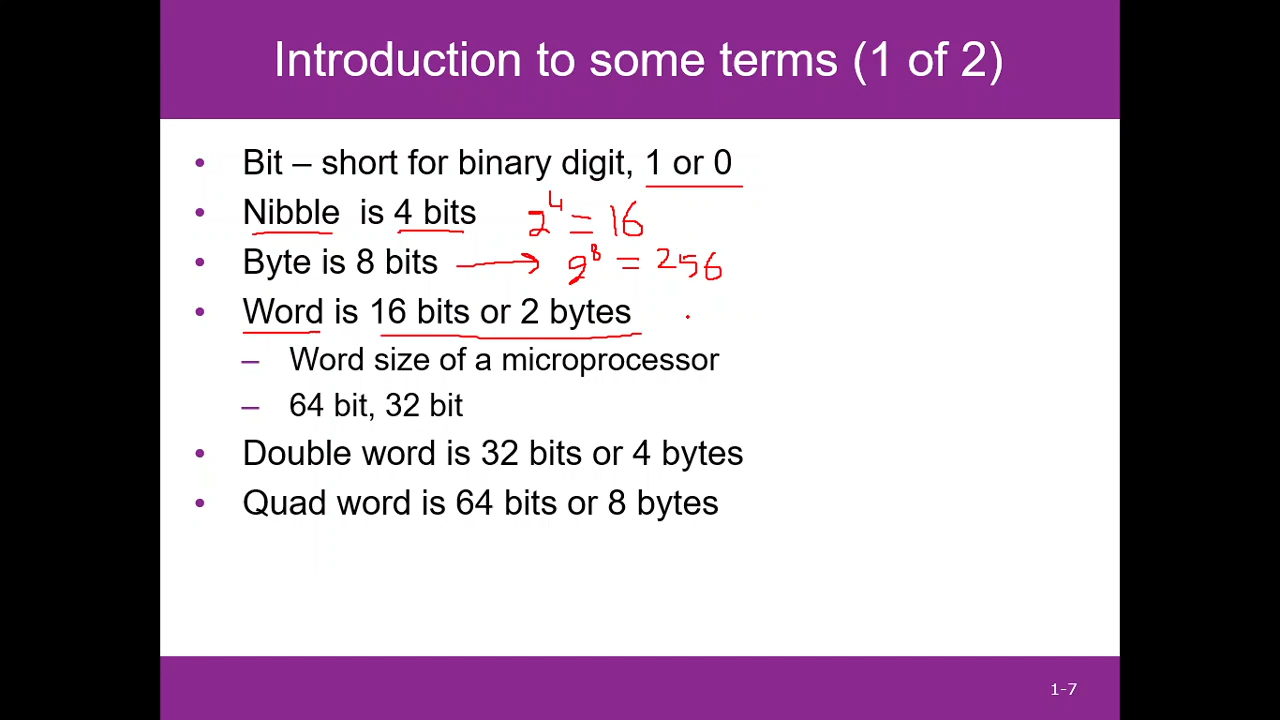 Introduction to some terms (1 of 2)
• Bit – short for binary digit, 1 or 0
• Nibble is 4 bits 2⁴ = 16
• Byte is 8 bits → 2⁸ = 256
• Word is 16 bits or 2 bytes
– Word size of a microprocessor
– 64 bit, 32 bit
• Double word is 32 bits or 4 bytes
• Quad word is 64 bits or 8 bytes
1-7